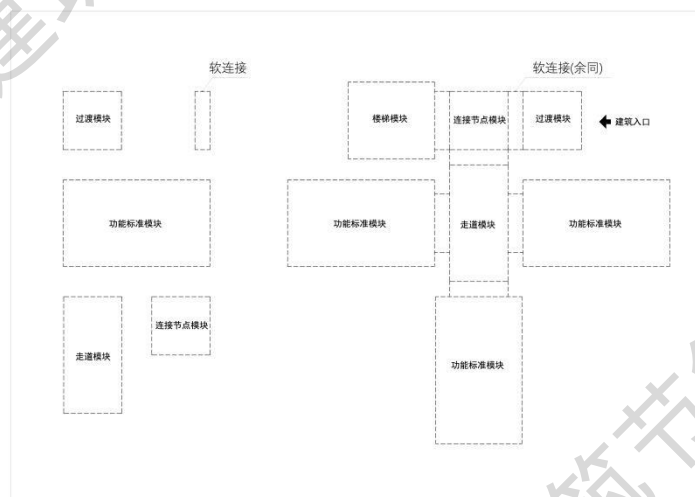 软连接
软连接(余同)
过渡模块
楼梯模块
连接节点模块
过渡模块
建筑入口
功能标准模块
功能标准模块
走道模块
功能标准模块
连接节点模块
走道模块
功能标准模块